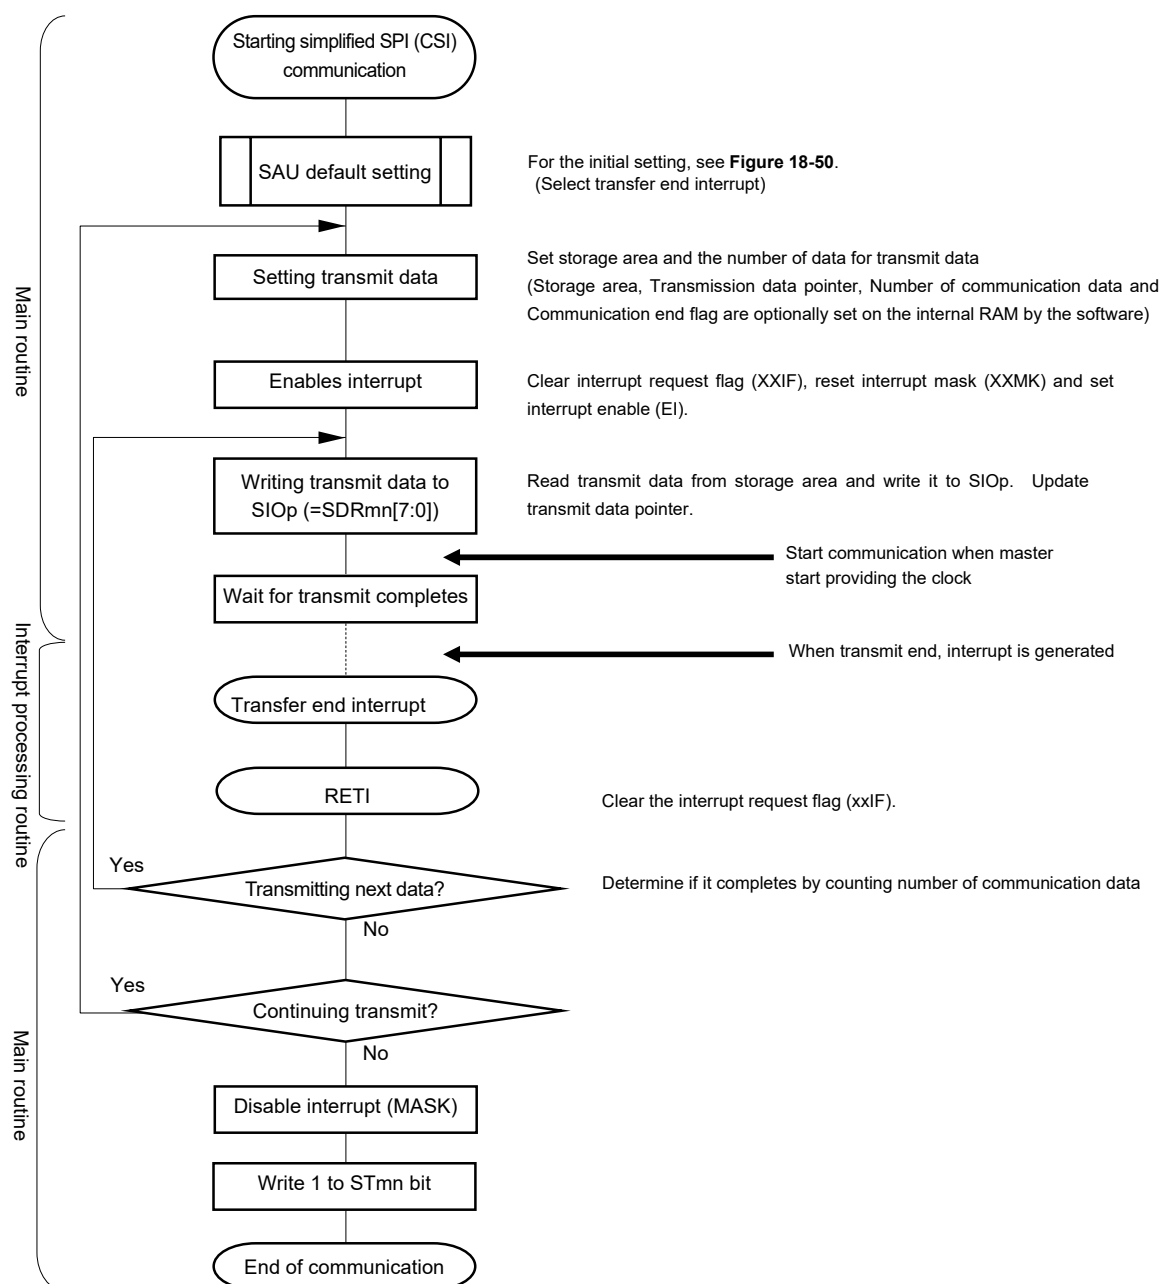 Starting simplified SPI (CSI)
communication
SAU default setting
For the initial setting, see Figure 18-50.
(Select transfer end interrupt)
Setting transmit data
Set storage area and the number of data for transmit data
(Storage area, Transmission data pointer, Number of communication data and
Communication end flag are optionally set on the internal RAM by the software)
Main routine
Enables interrupt
Clear interrupt request flag (XXIF), reset interrupt mask (XXMK) and set
interrupt enable (EI).
Writing transmit data to
SIOp (=SDRmn[7:0])
Read transmit data from storage area and write it to SIOp. Update
transmit data pointer.
Start communication when master
start providing the clock
Wait for transmit completes
When transmit end, interrupt is generated
Interrupt processing routine
Transfer end interrupt
RETI
Clear the interrupt request flag (xxIF).
Yes
Transmitting next data?
Determine if it completes by counting number of communication data
No
Yes
Continuing transmit?
No
Main routine
Disable interrupt (MASK)
Write 1 to STmn bit
End of communication